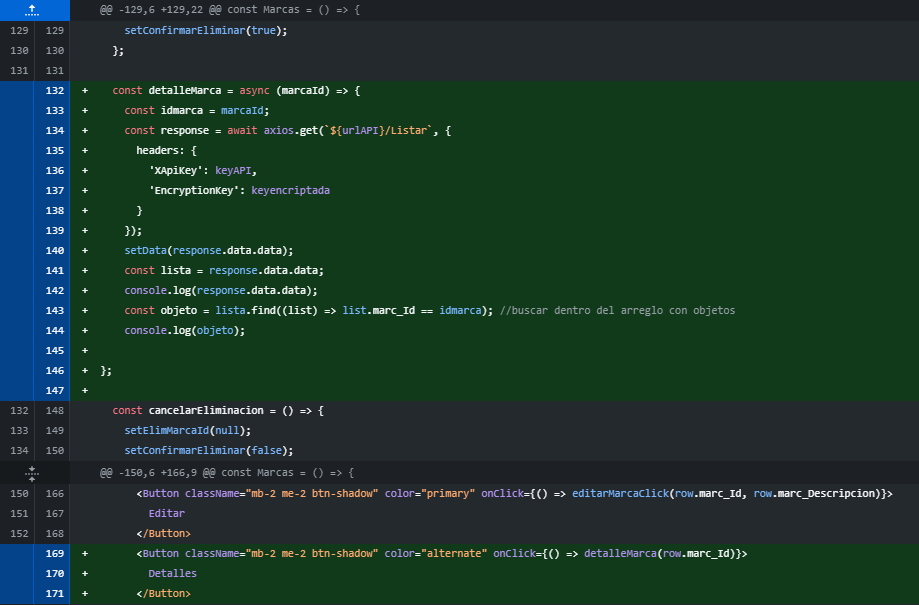 @@ -129,6 +129,22 @@ const Marcas = () => {
129 129 setConfirmarEliminar(true);
130 130 };
131 131
132 + const detalleMarca = async (marcaId) => {
133 + const idmarca = marcaId;
134 + const response = await axios.get(`${urlAPI}/Listar`, {
135 + headers: {
136 + 'XApiKey': keyAPI,
137 + 'EncryptionKey': keyencriptada
138 + }
139 + });
140 + setData(response.data.data);
141 + const lista = response.data.data;
142 + console.log(response.data.data);
143 + const objeto = lista.find((list) => list.marc_Id == idmarca); //buscar dentro del arreglo con objetos
144 + console.log(objeto);
145 +
146 + };
147 +
132 148 const cancelarEliminacion = () => {
133 149 setElimMarcaId(null);
134 150 setConfirmarEliminar(false);
@@ -150,6 +166,9 @@ const Marcas = () => {
150 166 <Button className="mb-2 me-2 btn-shadow" color="primary" onClick={() => editarMarcaClick(row.marc_Id, row.marc_Descripcion)}>
151 167 Editar
152 168 </Button>
169 + <Button className="mb-2 me-2 btn-shadow" color="alternate" onClick={() => detalleMarca(row.marc_Id)}>
170 + Detalles
171 + </Button>